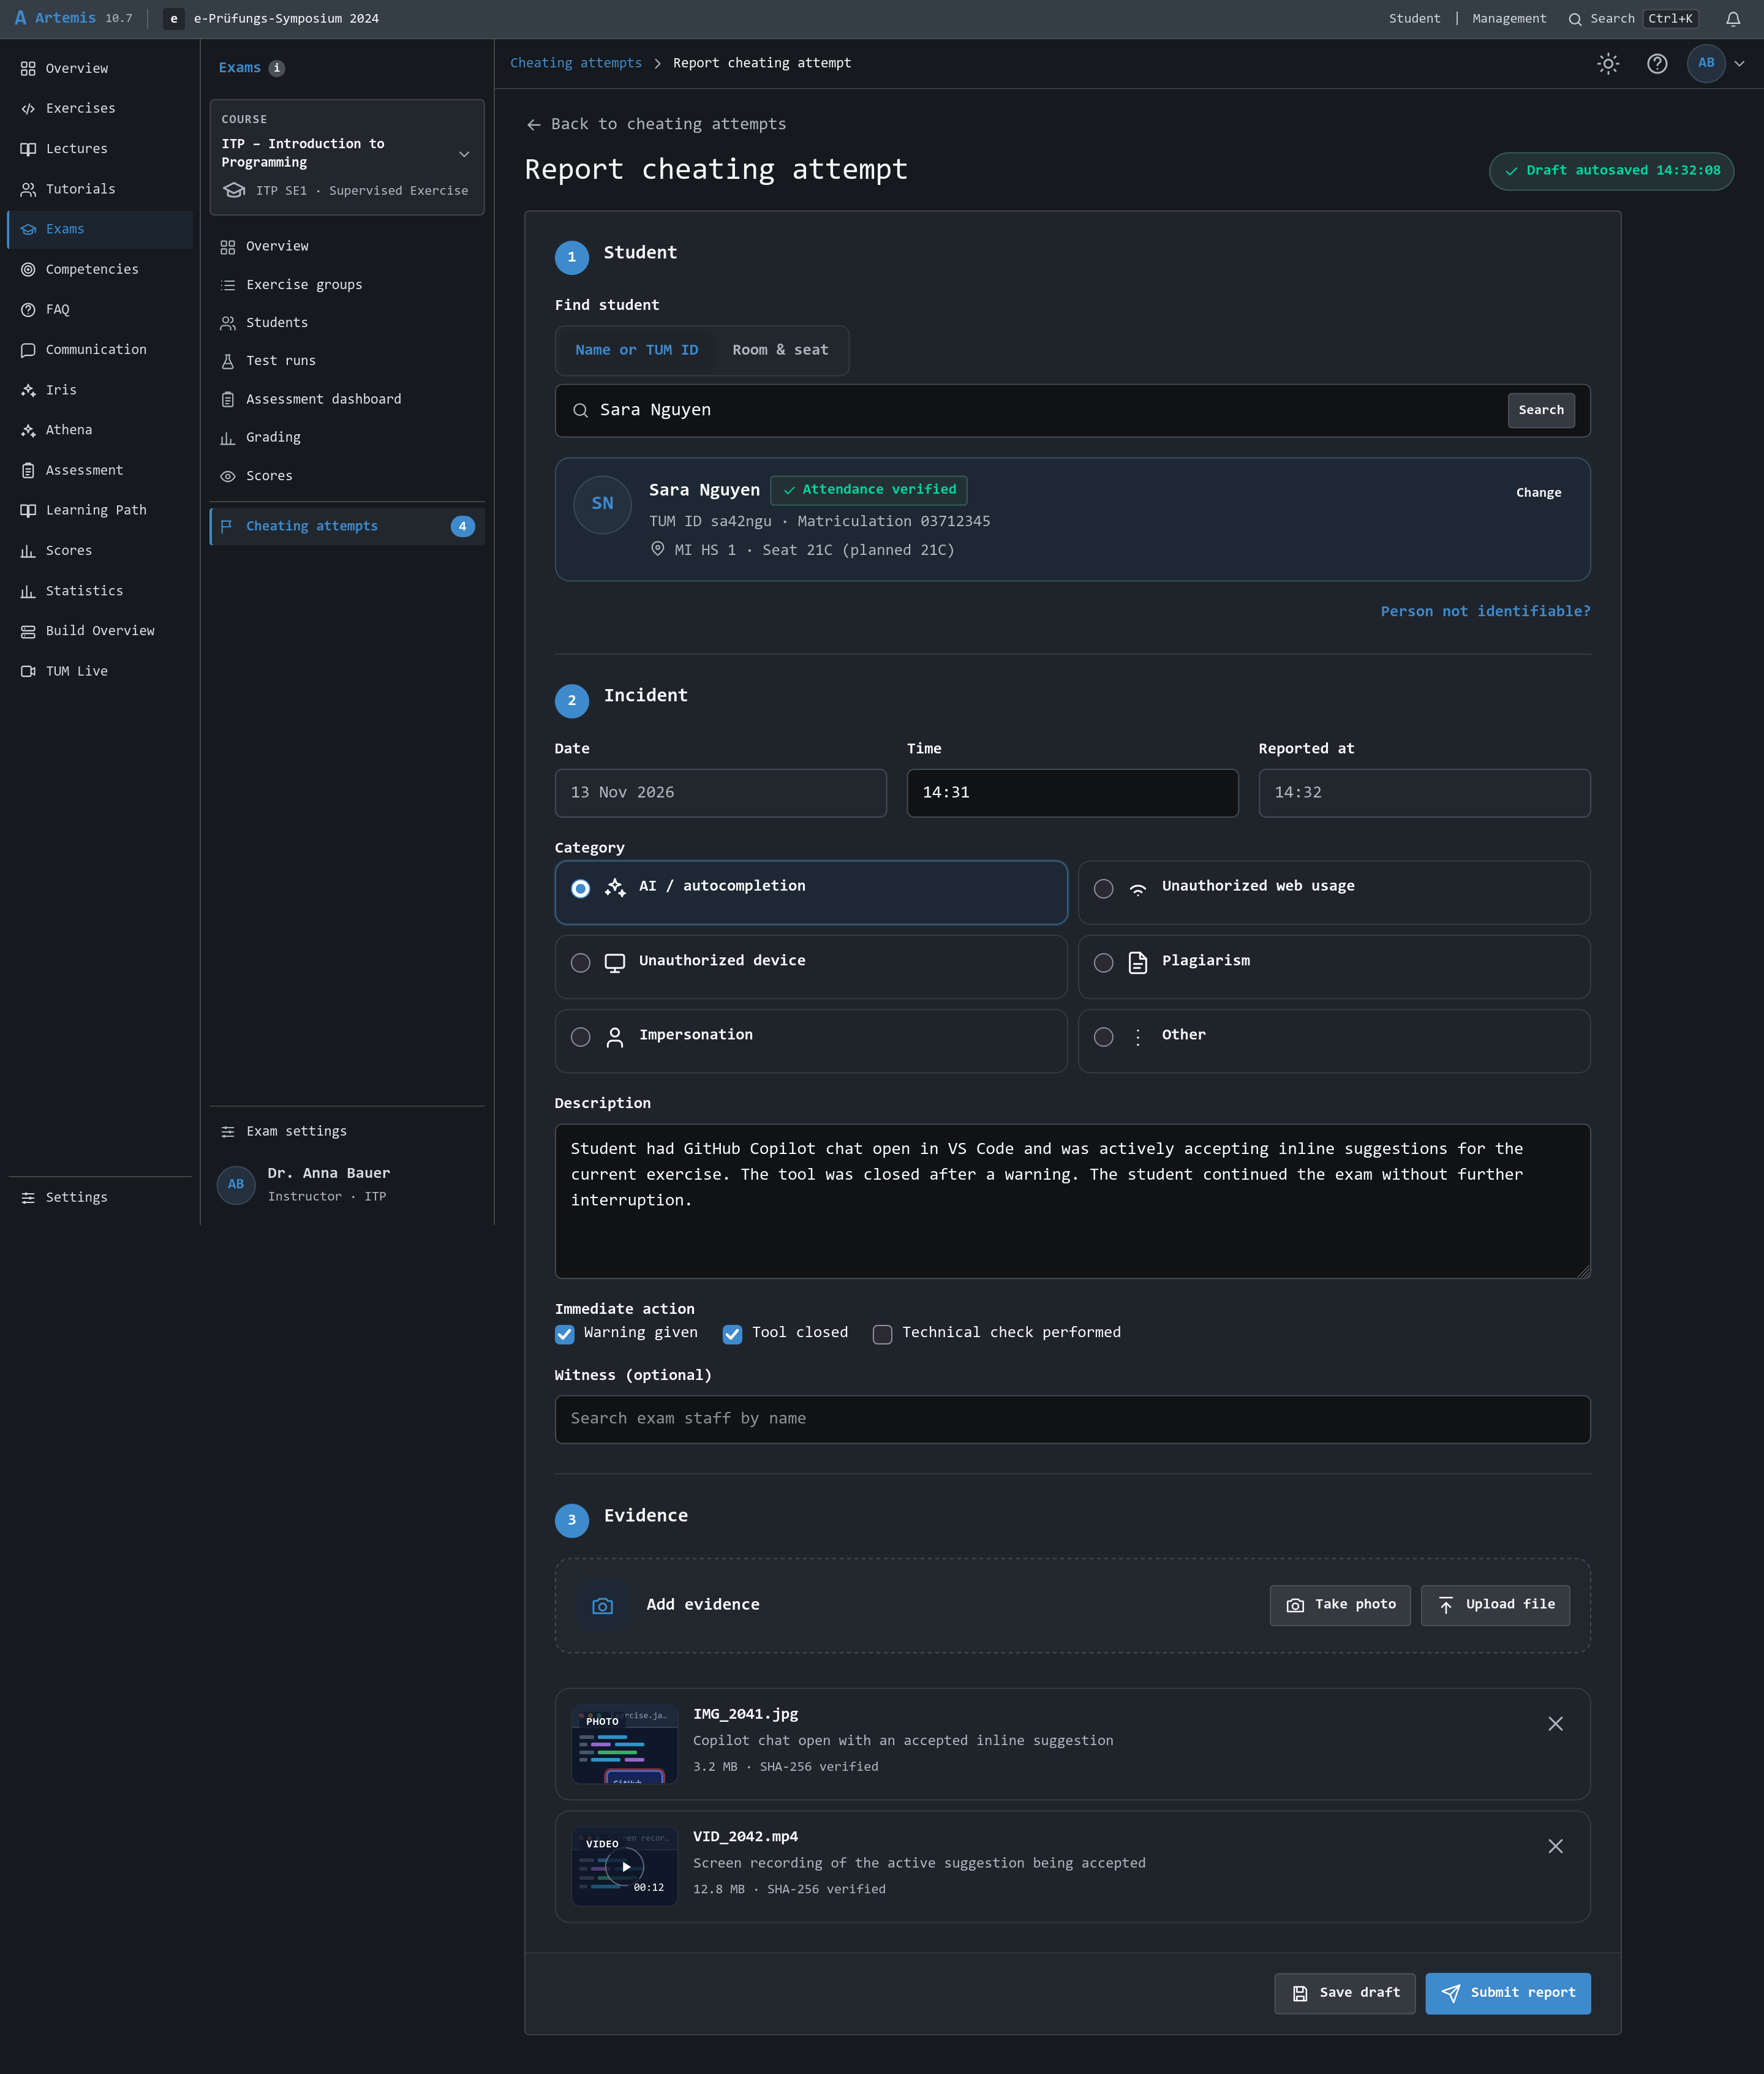 A Artemis 10.7 e e-Prüfungs-Symposium 2024
Student | Management Search Ctrl+K
Overview
Exercises
Lectures
Tutorials
Exams
Competencies
FAQ
Communication
Iris
Athena
Assessment
Learning Path
Scores
Statistics
Build Overview
TUM Live
Settings
Exams i
COURSE
ITP – Introduction to
Programming
ITP SE1 · Supervised Exercise
Overview
Exercise groups
Students
Test runs
Assessment dashboard
Grading
Scores
Cheating attempts 4
Exam settings
AB
Dr. Anna Bauer
Instructor · ITP
Cheating attempts > Report cheating attempt
AB
Back to cheating attempts
Report cheating attempt
Draft autosaved 14:32:08
1 Student
Find student
Name or TUM ID Room & seat
Sara Nguyen Search
SN
Sara Nguyen Attendance verified Change
TUM ID sa42ngu · Matriculation 03712345
MI HS 1 · Seat 21C (planned 21C)
Person not identifiable?
2 Incident
Date Time Reported at
13 Nov 2026 14:31 14:32
Category
AI / autocompletion Unauthorized web usage
Unauthorized device Plagiarism
Impersonation Other
Description
Student had GitHub Copilot chat open in VS Code and was actively accepting inline suggestions for the
current exercise. The tool was closed after a warning. The student continued the exam without further
interruption.
Immediate action
Warning given Tool closed Technical check performed
Witness (optional)
Search exam staff by name
3 Evidence
Add evidence Take photo Upload file
PHOTO
IMG_2041.jpg
Copilot chat open with an accepted inline suggestion
3.2 MB · SHA-256 verified
VIDEO
00:12
VID_2042.mp4
Screen recording of the active suggestion being accepted
12.8 MB · SHA-256 verified
Save draft Submit report